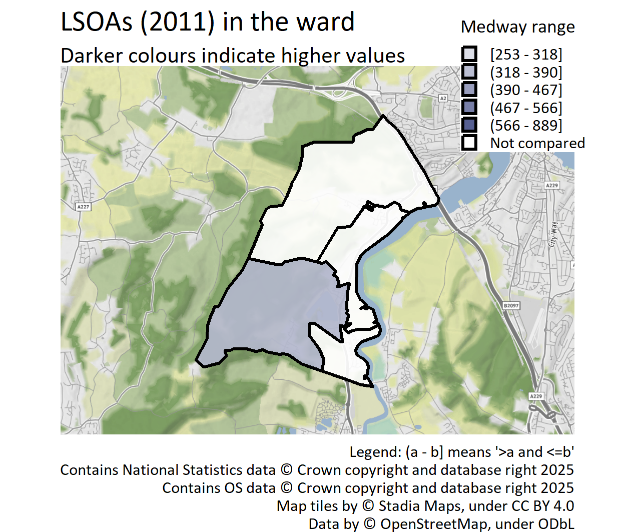 LSOAs (2011) in the ward
Darker colours indicate higher values
Medway range
[253 - 318]
(318 - 390]
(390 - 467]
(467 - 566]
(566 - 889]
Not compared
A2
A227
A229
City Way
B2097
A229
Legend: (a - b] means '>a and <=b'
Contains National Statistics data © Crown copyright and database right 2025
Contains OS data © Crown copyright and database right 2025
Map tiles by © Stadia Maps, under CC BY 4.0
Data by © OpenStreetMap, under ODbL